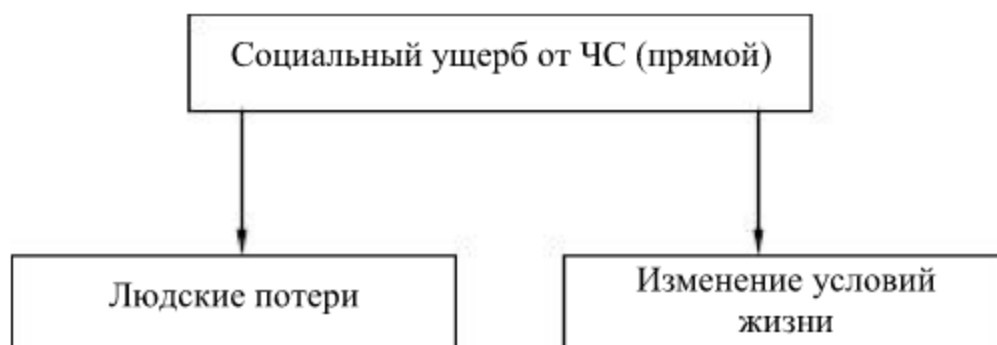 Социальный ущерб от ЧС (прямой)
Людские потери
Изменение условий
жизни